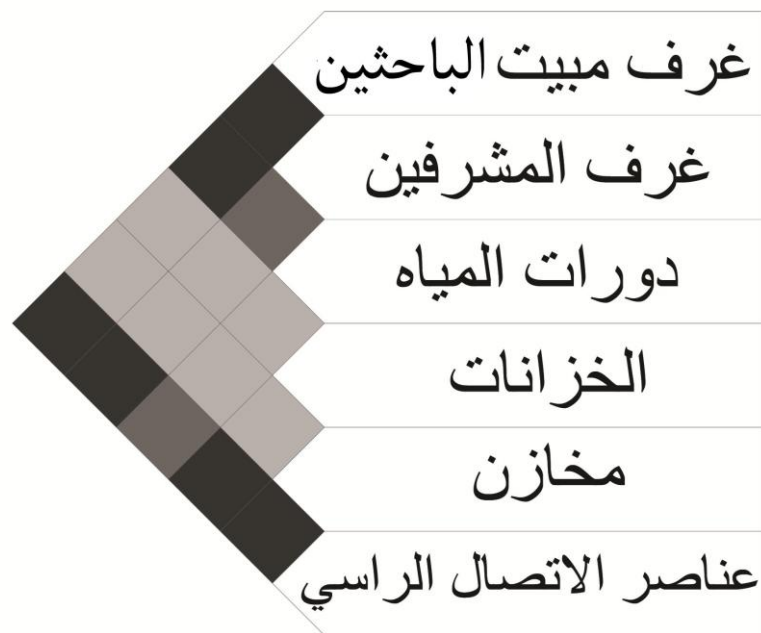 غرف مبيت الباحثين
غرف المشرفين
دورات المياه
الخزانات
مخازن
عناصر الاتصال الراسي